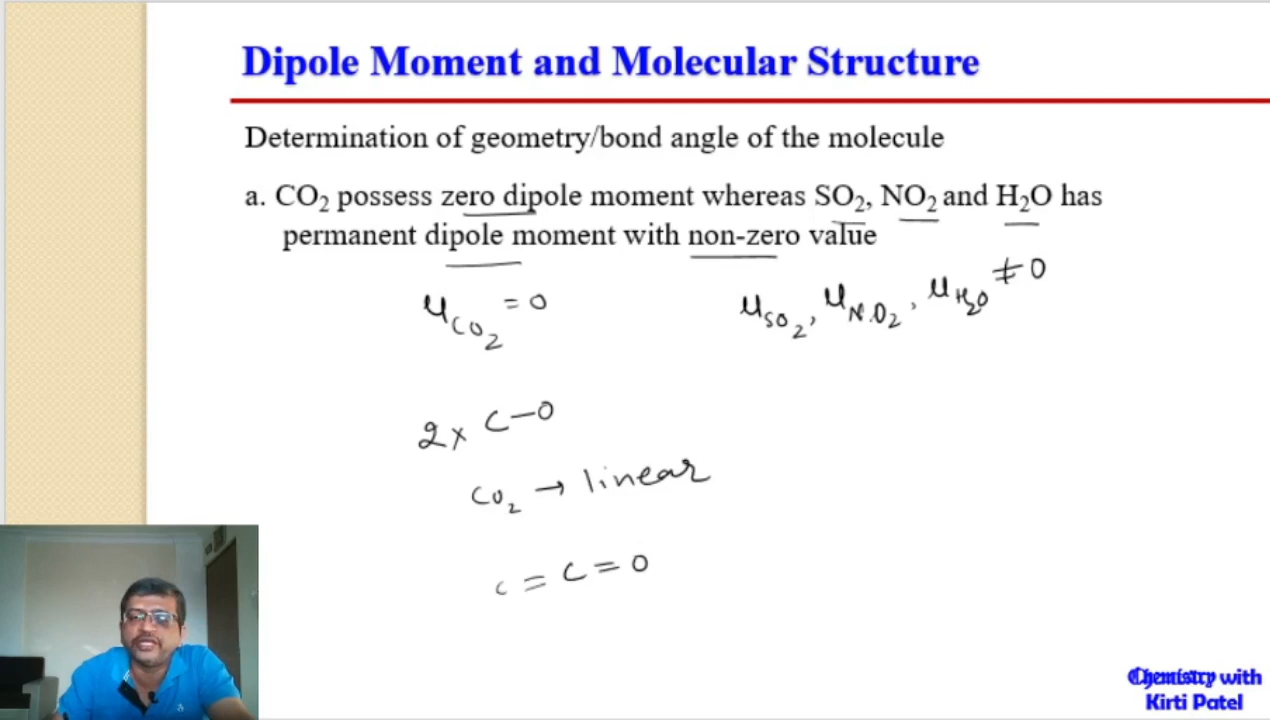 Dipole Moment and Molecular Structure
Determination of geometry/bond angle of the molecule
a. CO₂ possess zero dipole moment whereas SO₂, NO₂ and H₂O has
permanent dipole moment with non-zero value
μCO₂ = 0
μSO₂, μNO₂, μH₂O ≠ 0
2× C–O
CO₂ → linear
c = C = O
Chemistry with
Kirti Patel